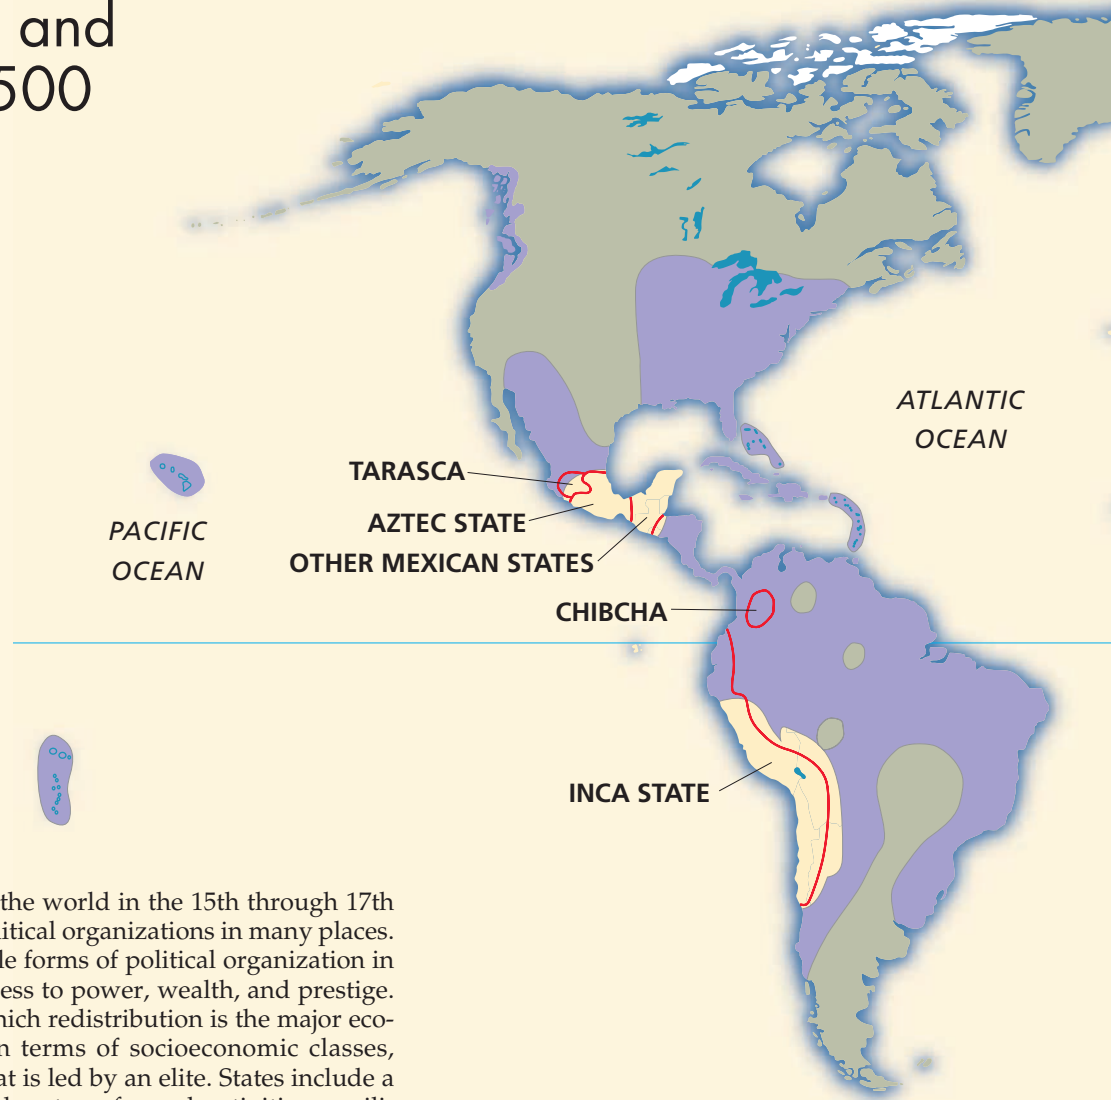 and
500
ATLANTIC
OCEAN
TARASCA
AZTEC STATE
PACIFIC
OCEAN
OTHER MEXICAN STATES
CHIBCHA
INCA STATE
the world in the 15th through 17th
litical organizations in many places.
le forms of political organization in
ess to power, wealth, and prestige.
hich redistribution is the major eco-
n terms of socioeconomic classes,
at is led by an elite. States include a